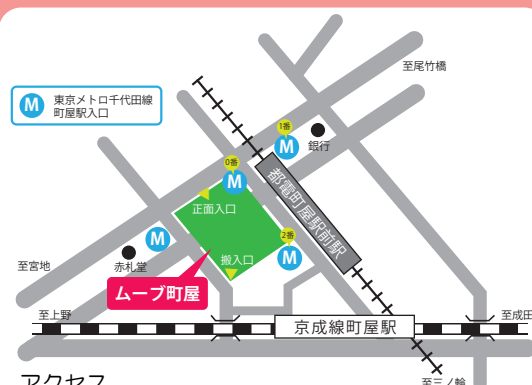 至尾竹橋
M 東京メトロ千代田線
町屋駅入口
1番
M
銀行
0番
M
都電町屋駅前駅
正面入口
2番
M
M
搬入口
赤札堂
至宮地
ムーブ町屋
至上野
京成線町屋駅
至成田
至三ノ輪
アクセス